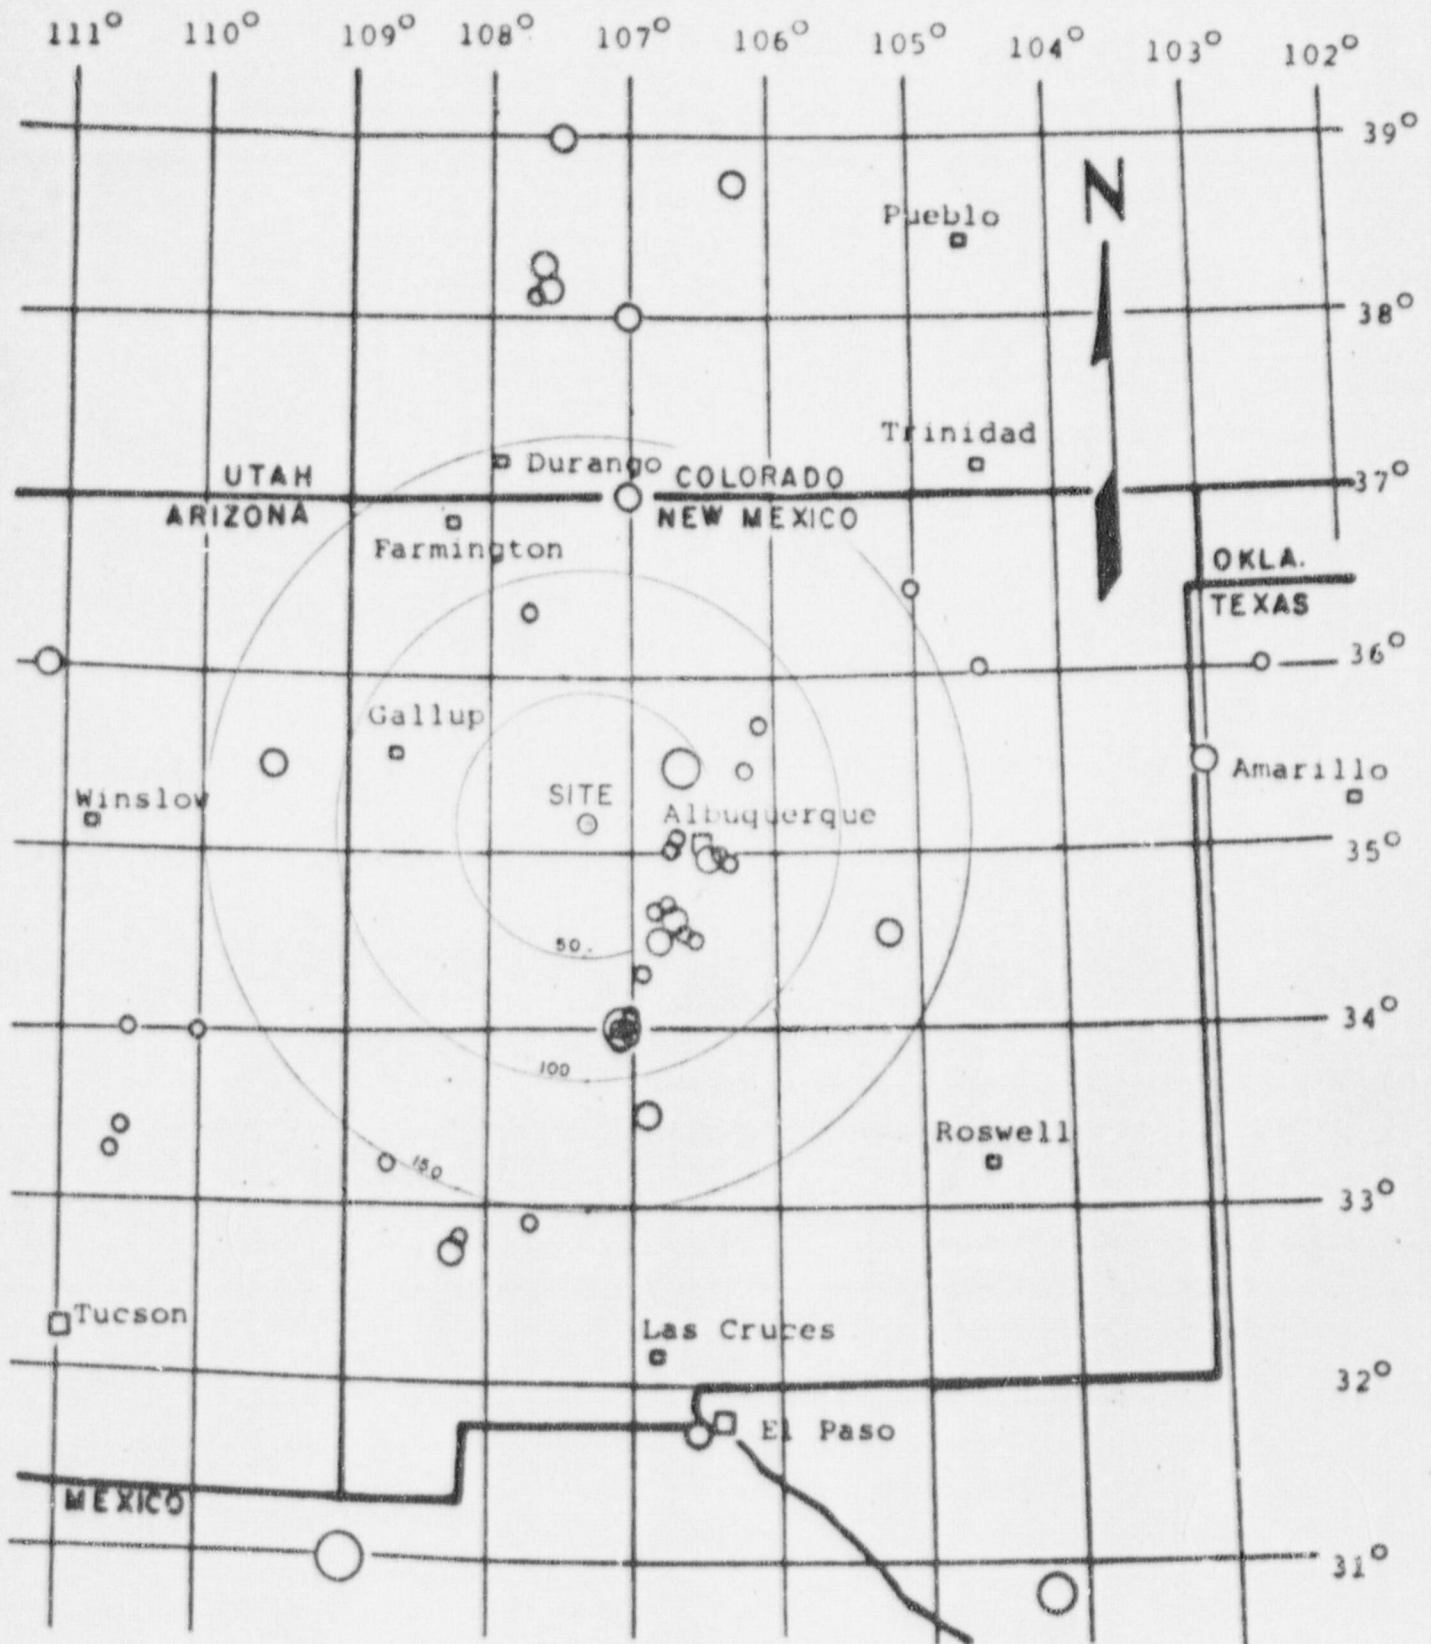 111° 110° 109° 108° 107° 106° 105° 104° 103° 102°
39°
N
Pueblo
38°
Trinidad
Durango
UTAH COLORADO 37°
ARIZONA NEW MEXICO
Farmington
OKLA.
TEXAS
36°
Gallup
Amarillo
Winslow SITE
Albuquerque
35°
50
34°
100
Roswell
150
33°
Tucson
Las Cruces
32°
El Paso
MEXICO
31°